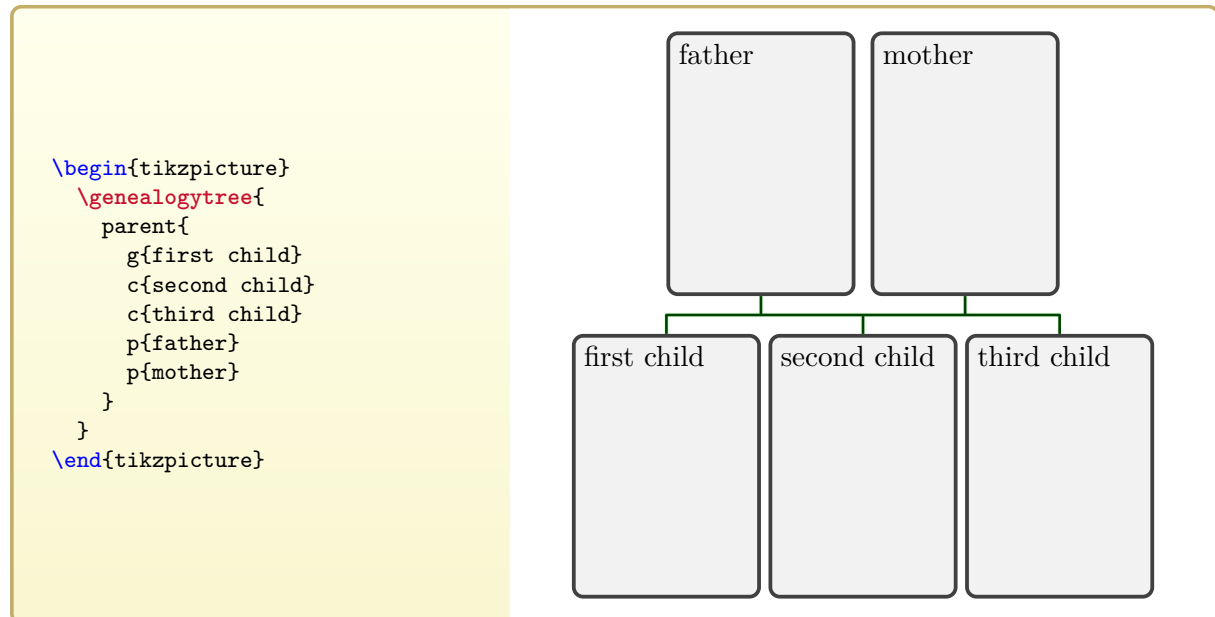 \begin{tikzpicture}
  \genealogytree{
    parent{
      g{first child}
      c{second child}
      c{third child}
      p{father}
      p{mother}
    }
  }
\end{tikzpicture}
father
mother
first child
second child
third child